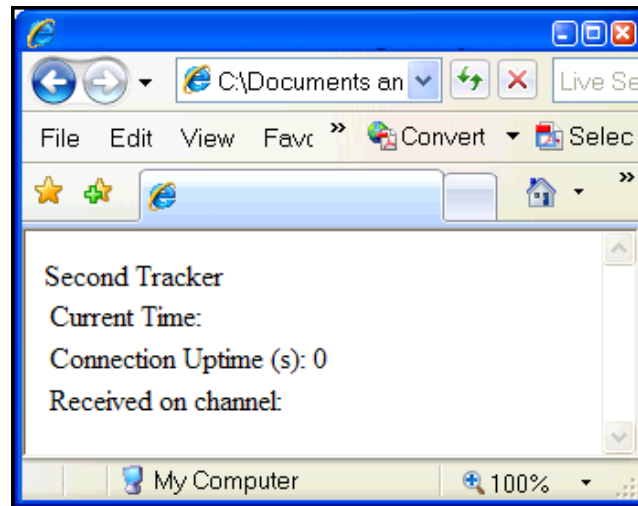 C:\Documents an
Live Se
File Edit View Favc » Convert Selec
»
Second Tracker
Current Time:
Connection Uptime (s): 0
Received on channel:
My Computer 100%